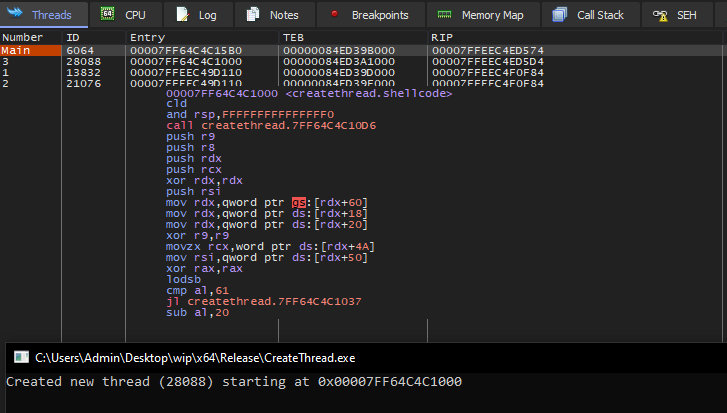 Threads CPU Log Notes Breakpoints Memory Map Call Stack SEH
Number ID Entry TEB RIP
Main 6064 00007FF64C4C15B0 00000084ED39B000 00007FFEEC4ED574
3 28088 00007FF64C4C1000 00000084ED3A1000 00007FFEEC4ED5D4
1 13832 00007FFEEC49D110 00000084ED39D000 00007FFEEC4F0F84
2 21076 00007FFEEC49D110 00000084ED39F000 00007FFEEC4F0F84
00007FF64C4C1000 <createthread.shellcode>
cld
and rsp,FFFFFFFFFFFFFFF0
call createthread.7FF64C4C10D6
push r9
push r8
push rdx
push rcx
xor rdx,rdx
push rsi
mov rdx,qword ptr gs:[rdx+60]
mov rdx,qword ptr ds:[rdx+18]
mov rdx,qword ptr ds:[rdx+20]
xor r9,r9
movzx rcx,word ptr ds:[rdx+4A]
mov rsi,qword ptr ds:[rdx+50]
xor rax,rax
lodsb
cmp al,61
jl createthread.7FF64C4C1037
sub al,20
C:\Users\Admin\Desktop\wip\x64\Release\CreateThread.exe
Created new thread (28088) starting at 0x00007FF64C4C1000